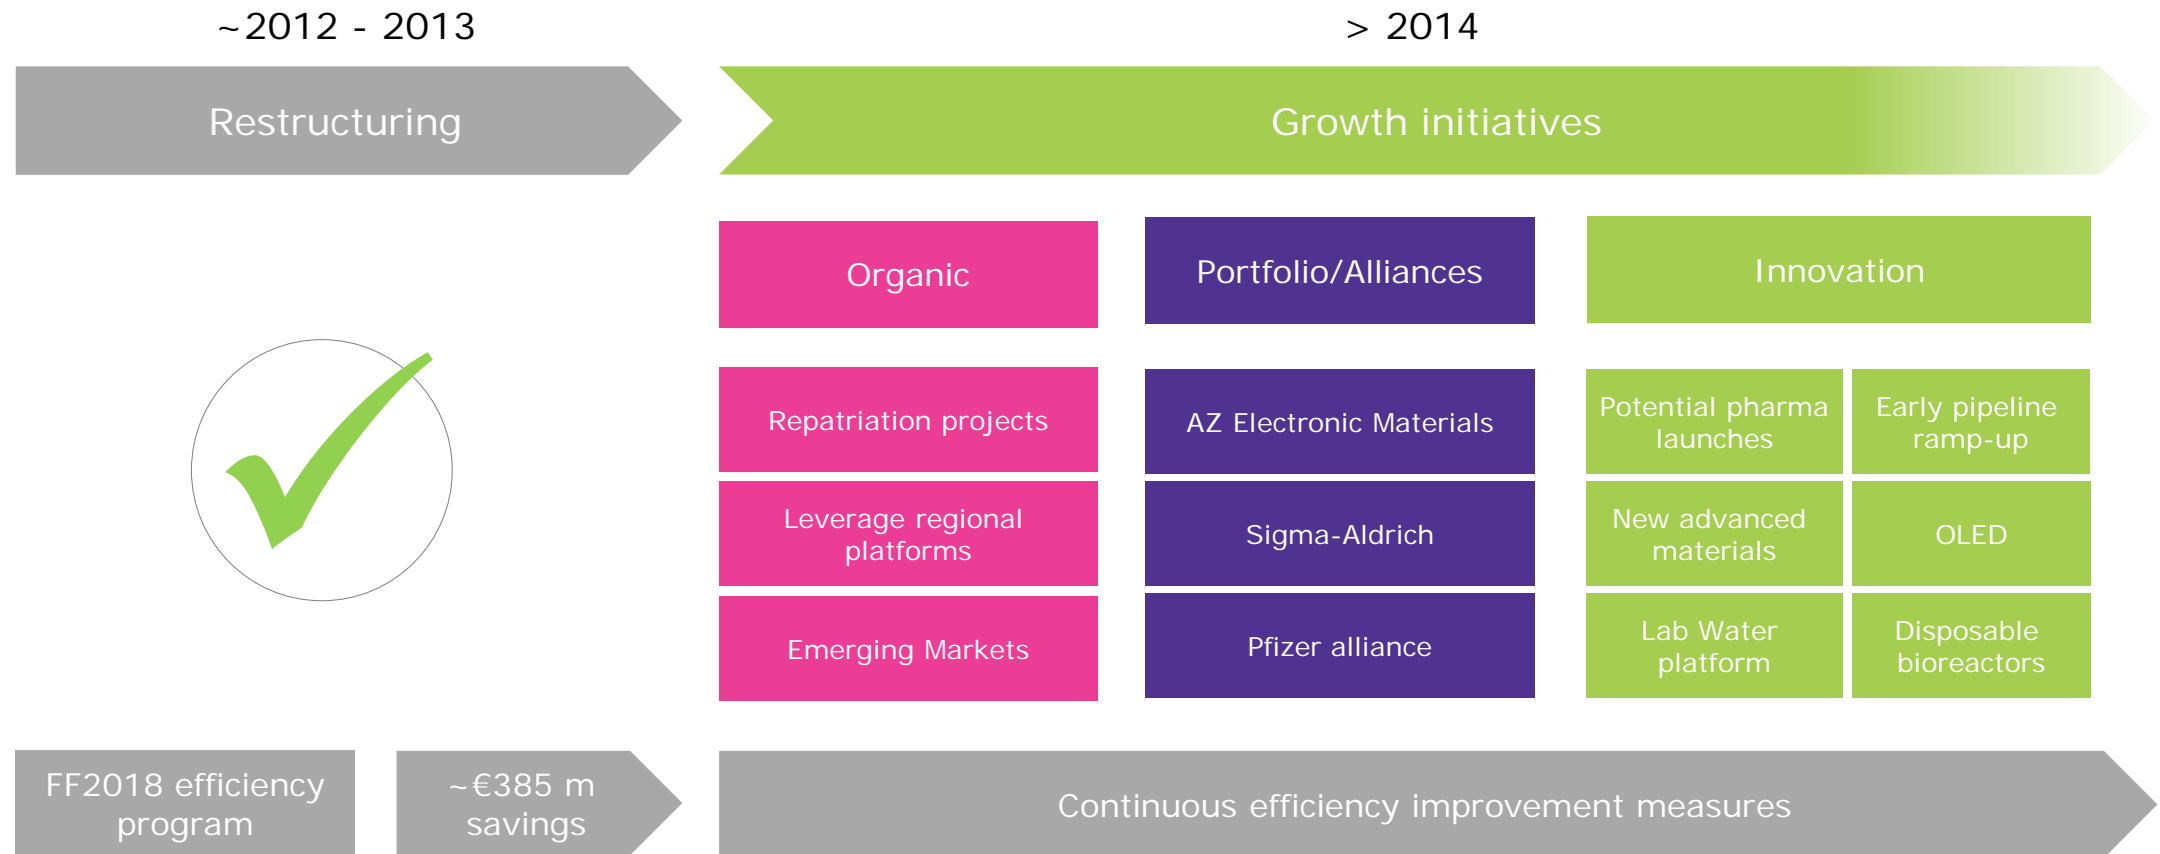 ~2012 - 2013
> 2014
Restructuring
Growth initiatives
Organic
Portfolio/Alliances
Innovation
Repatriation projects
Leverage regional
platforms
Emerging Markets
AZ Electronic Materials
Sigma-Aldrich
Pfizer alliance
Potential pharma
launches
Early pipeline
ramp-up
New advanced
materials
OLED
Lab Water
platform
Disposable
bioreactors
FF2018 efficiency
program
~€385 m
savings
Continuous efficiency improvement measures